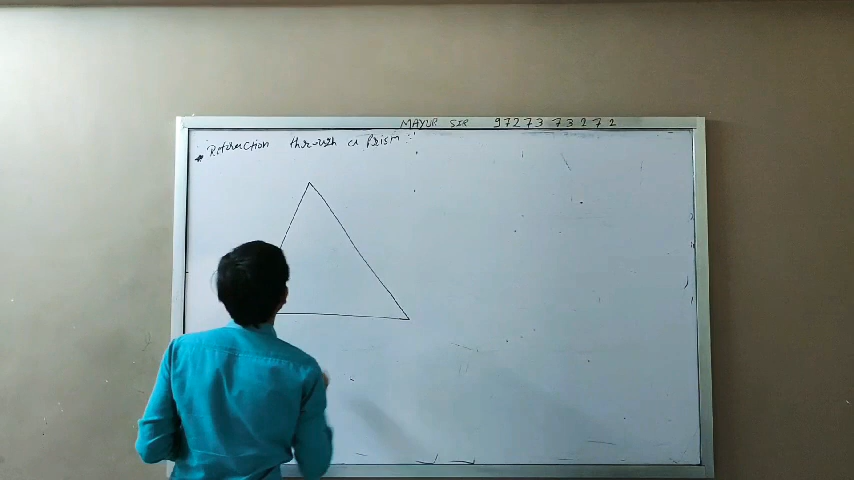 MAYUR SIR 97273 73272
* Refraction through a Prism :-